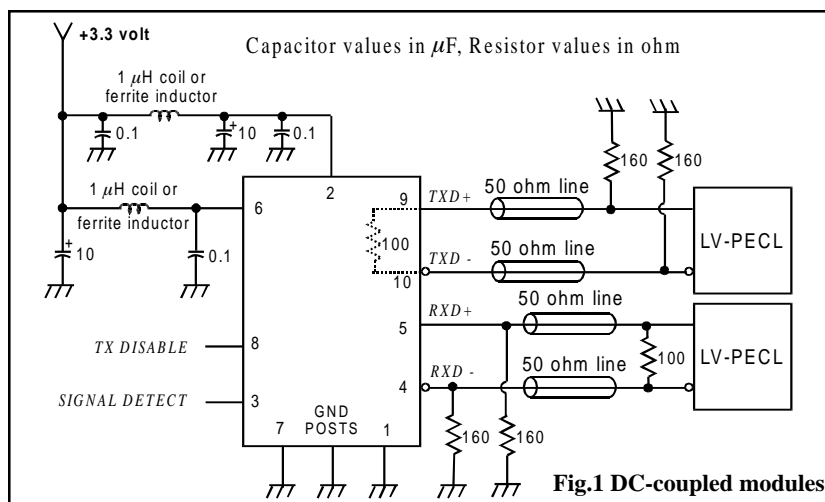 +3.3 volt
Capacitor values in μF, Resistor values in ohm
1 μH coil or
ferrite inductor
0.1
+
10
0.1
1 μH coil or
ferrite inductor
+
10
0.1
2
6
9
100
10
5
4
8
3
7
GND
POSTS
1
TX DISABLE
SIGNAL DETECT
TXD+
TXD -
RXD+
RXD -
50 ohm line
50 ohm line
50 ohm line
50 ohm line
160
160
LV-PECL
100
LV-PECL
160
160
Fig.1 DC-coupled modules